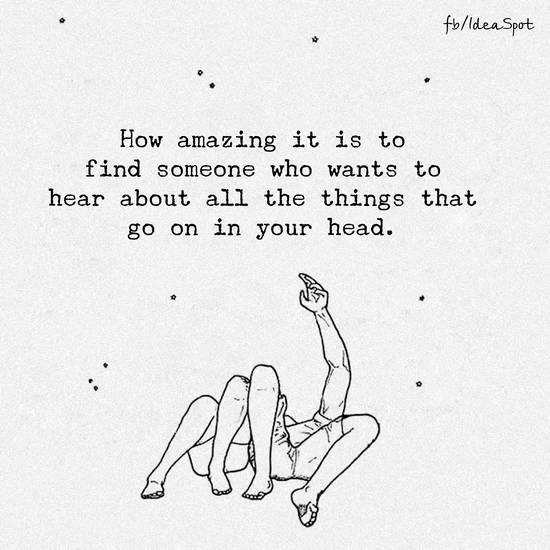 fb/IdeaSpot
How amazing it is to
find someone who wants to
hear about all the things that
go on in your head.